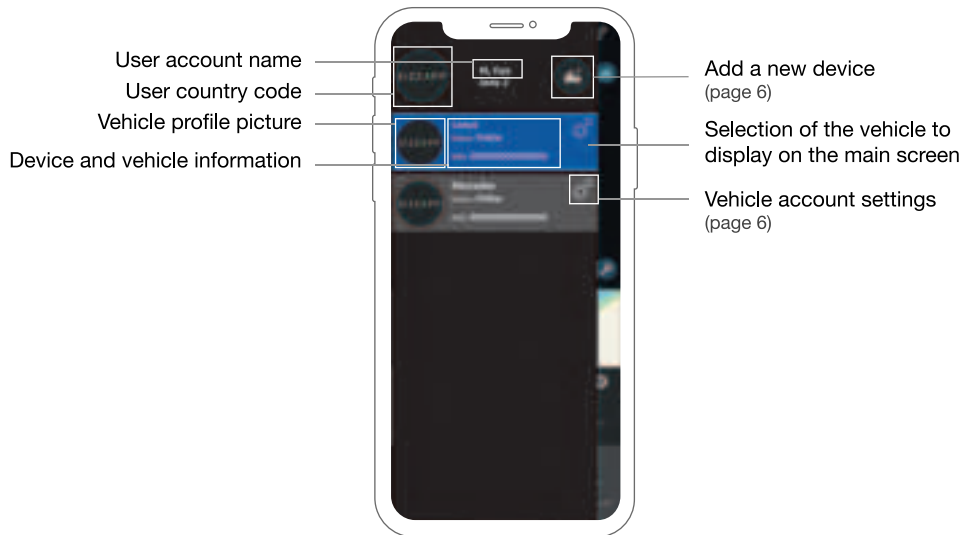 User account name
User country code
Vehicle profile picture
Device and vehicle information
Add a new device
(page 6)
Selection of the vehicle to
display on the main screen
Vehicle account settings
(page 6)
Mercedes